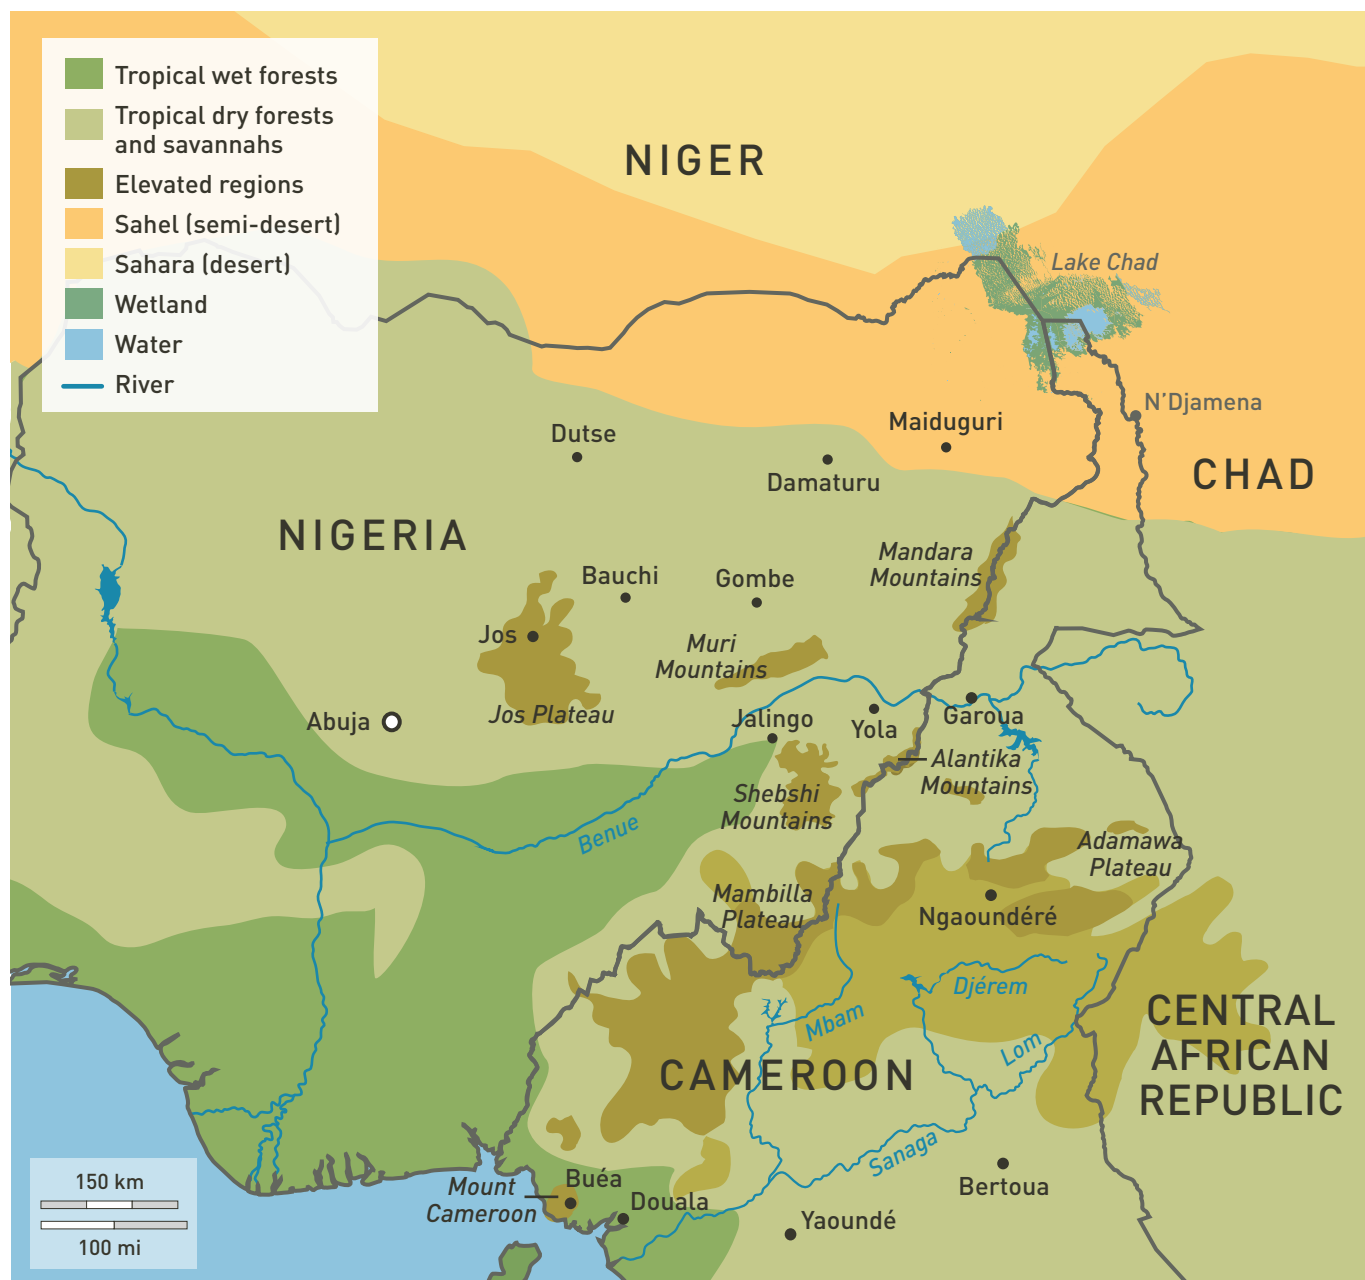 Tropical wet forests
Tropical dry forests
and savannahs
Elevated regions
Sahel (semi-desert)
Sahara (desert)
Wetland
Water
River
NIGER
Lake Chad
N'Djamena
Maiduguri
Dutse
Damaturu
CHAD
NIGERIA
Mandara
Mountains
Bauchi
Gombe
Jos
Muri
Mountains
Jos Plateau
Abuja
Jalingo
Yola
Garoua
Alantika
Mountains
Shebshi
Mountains
Benue
Adamawa
Plateau
Mambilla
Plateau
Ngaoundéré
Djérem
Mbam
Lom
CENTRAL
AFRICAN
REPUBLIC
CAMEROON
Sanaga
Bertoua
Buéa
Mount
Cameroon
Douala
Yaoundé
150 km
100 mi